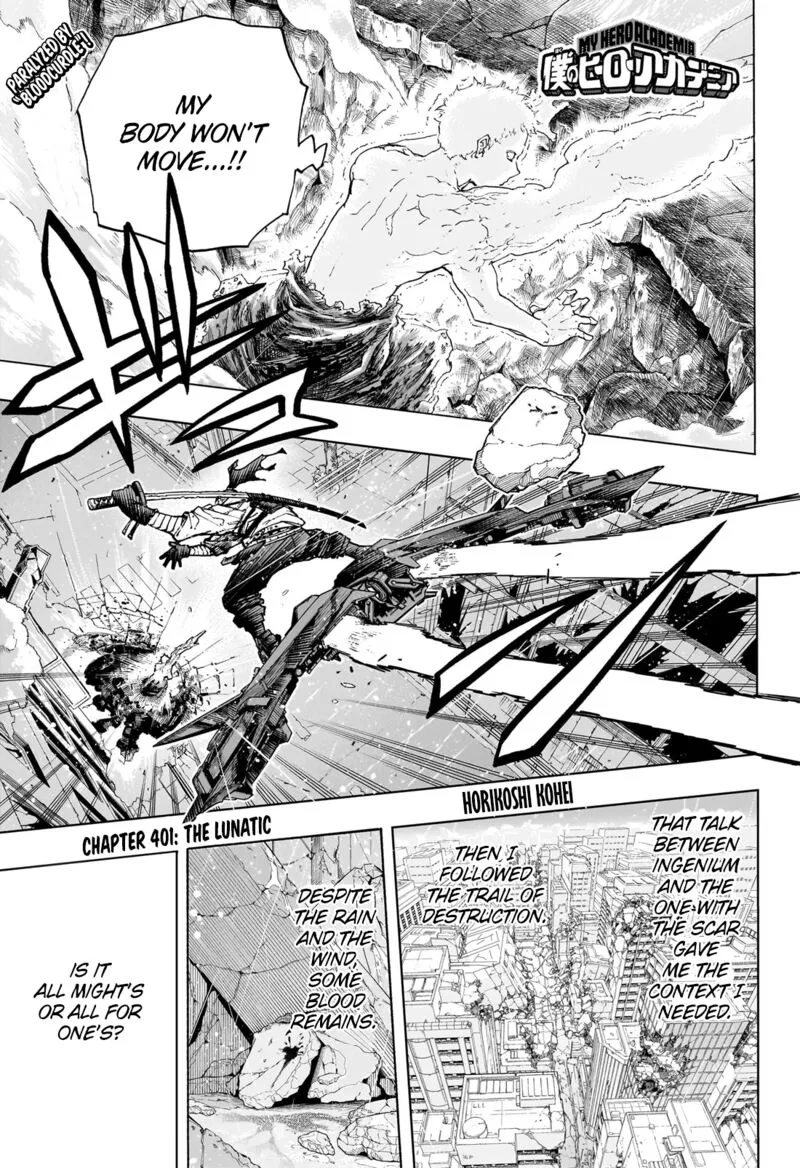 MY HERO ACADEMIA
僕のヒーローアカデミア
PARALYZED BY
"BLOODCURDLE"!
MY
BODY WON'T
MOVE...!!
HORIKOSHI KOHEI
CHAPTER 401: THE LUNATIC
THAT TALK
BETWEEN
INGENIUM
AND THE
ONE WITH
THE SCAR
GAVE
ME THE
CONTEXT I
NEEDED.
THEN I
FOLLOWED
THE TRAIL OF
DESTRUCTION.
DESPITE
THE RAIN
AND THE
WIND,
SOME
BLOOD
REMAINS.
IS IT
ALL MIGHT'S
OR ALL FOR
ONE'S?